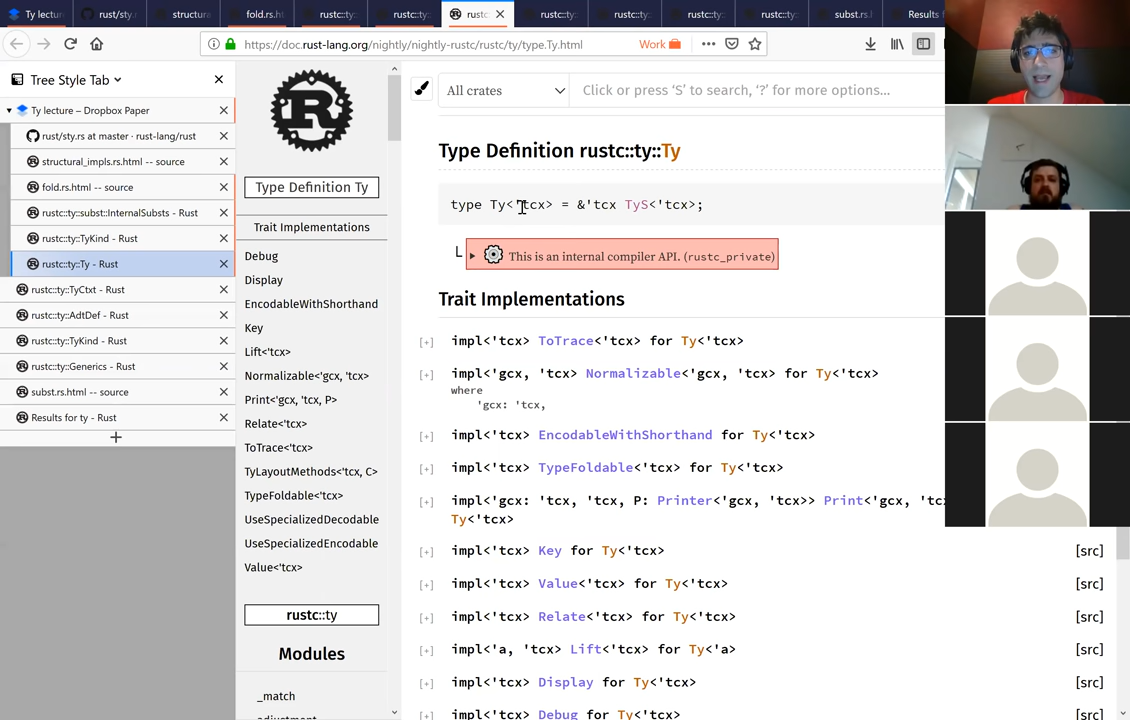 Ty lectur
rust/sty.r
structura
fold.rs.h
rustc::ty
rustc::ty:
rustc:
rustc::ty:
rustc::ty:
rustc::ty:
rustc::ty
subst.rs.h
Results f
https://doc.rust-lang.org/nightly/nightly-rustc/rustc/ty/type.Ty.html
Work
Tree Style Tab
Ty lecture – Dropbox Paper
rust/sty.rs at master · rust-lang/rust
structural_impls.rs.html -- source
fold.rs.html -- source
rustc::ty::subst::InternalSubsts - Rust
rustc::ty::TyKind - Rust
rustc::ty::Ty - Rust
rustc::ty::TyCtxt - Rust
rustc::ty::AdtDef - Rust
rustc::ty::TyKind - Rust
rustc::ty::Generics - Rust
subst.rs.html -- source
Results for ty - Rust
R
Type Definition Ty
Trait Implementations
Debug
Display
EncodableWithShorthand
Key
Lift<'tcx>
Normalizable<'gcx, 'tcx>
Print<'gcx, 'tcx, P>
Relate<'tcx>
ToTrace<'tcx>
TyLayoutMethods<'tcx, C>
TypeFoldable<'tcx>
UseSpecializedDecodable
UseSpecializedEncodable
Value<'tcx>
rustc::ty
Modules
_match
All crates
Click or press 'S' to search, '?' for more options…
Type Definition rustc::ty::Ty
type Ty<'tcx> = &'tcx TyS<'tcx>;
This is an internal compiler API. (rustc_private)
Trait Implementations
[+] impl<'tcx> ToTrace<'tcx> for Ty<'tcx>
[+] impl<'gcx, 'tcx> Normalizable<'gcx, 'tcx> for Ty<'tcx>
where
'gcx: 'tcx,
[+] impl<'tcx> EncodableWithShorthand for Ty<'tcx>
[+] impl<'tcx> TypeFoldable<'tcx> for Ty<'tcx>
[+] impl<'gcx: 'tcx, 'tcx, P: Printer<'gcx, 'tcx>> Print<'gcx, 'tc
Ty<'tcx>
[+] impl<'tcx> Key for Ty<'tcx> [src]
[+] impl<'tcx> Value<'tcx> for Ty<'tcx> [src]
[+] impl<'tcx> Relate<'tcx> for Ty<'tcx> [src]
[+] impl<'a, 'tcx> Lift<'tcx> for Ty<'a> [src]
[+] impl<'tcx> Display for Ty<'tcx> [src]
[+] impl<'tcx> Debug for Ty<'tcx> [src]